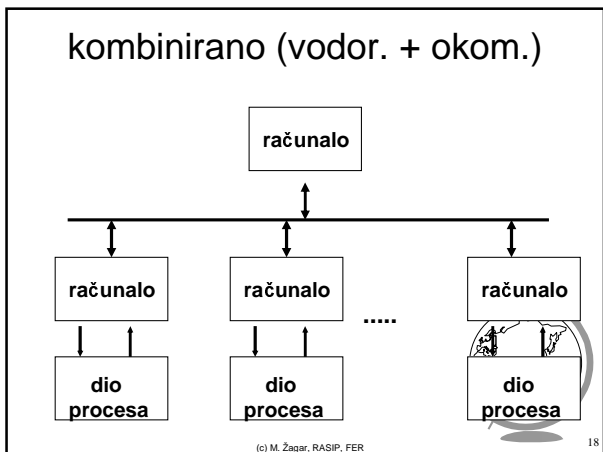 kombinirano (vodor. + okom.)
računalo
računalo
računalo
.....
računalo
dio
procesa
dio
procesa
dio
procesa
(c) M. Žagar, RASIP, FER
18